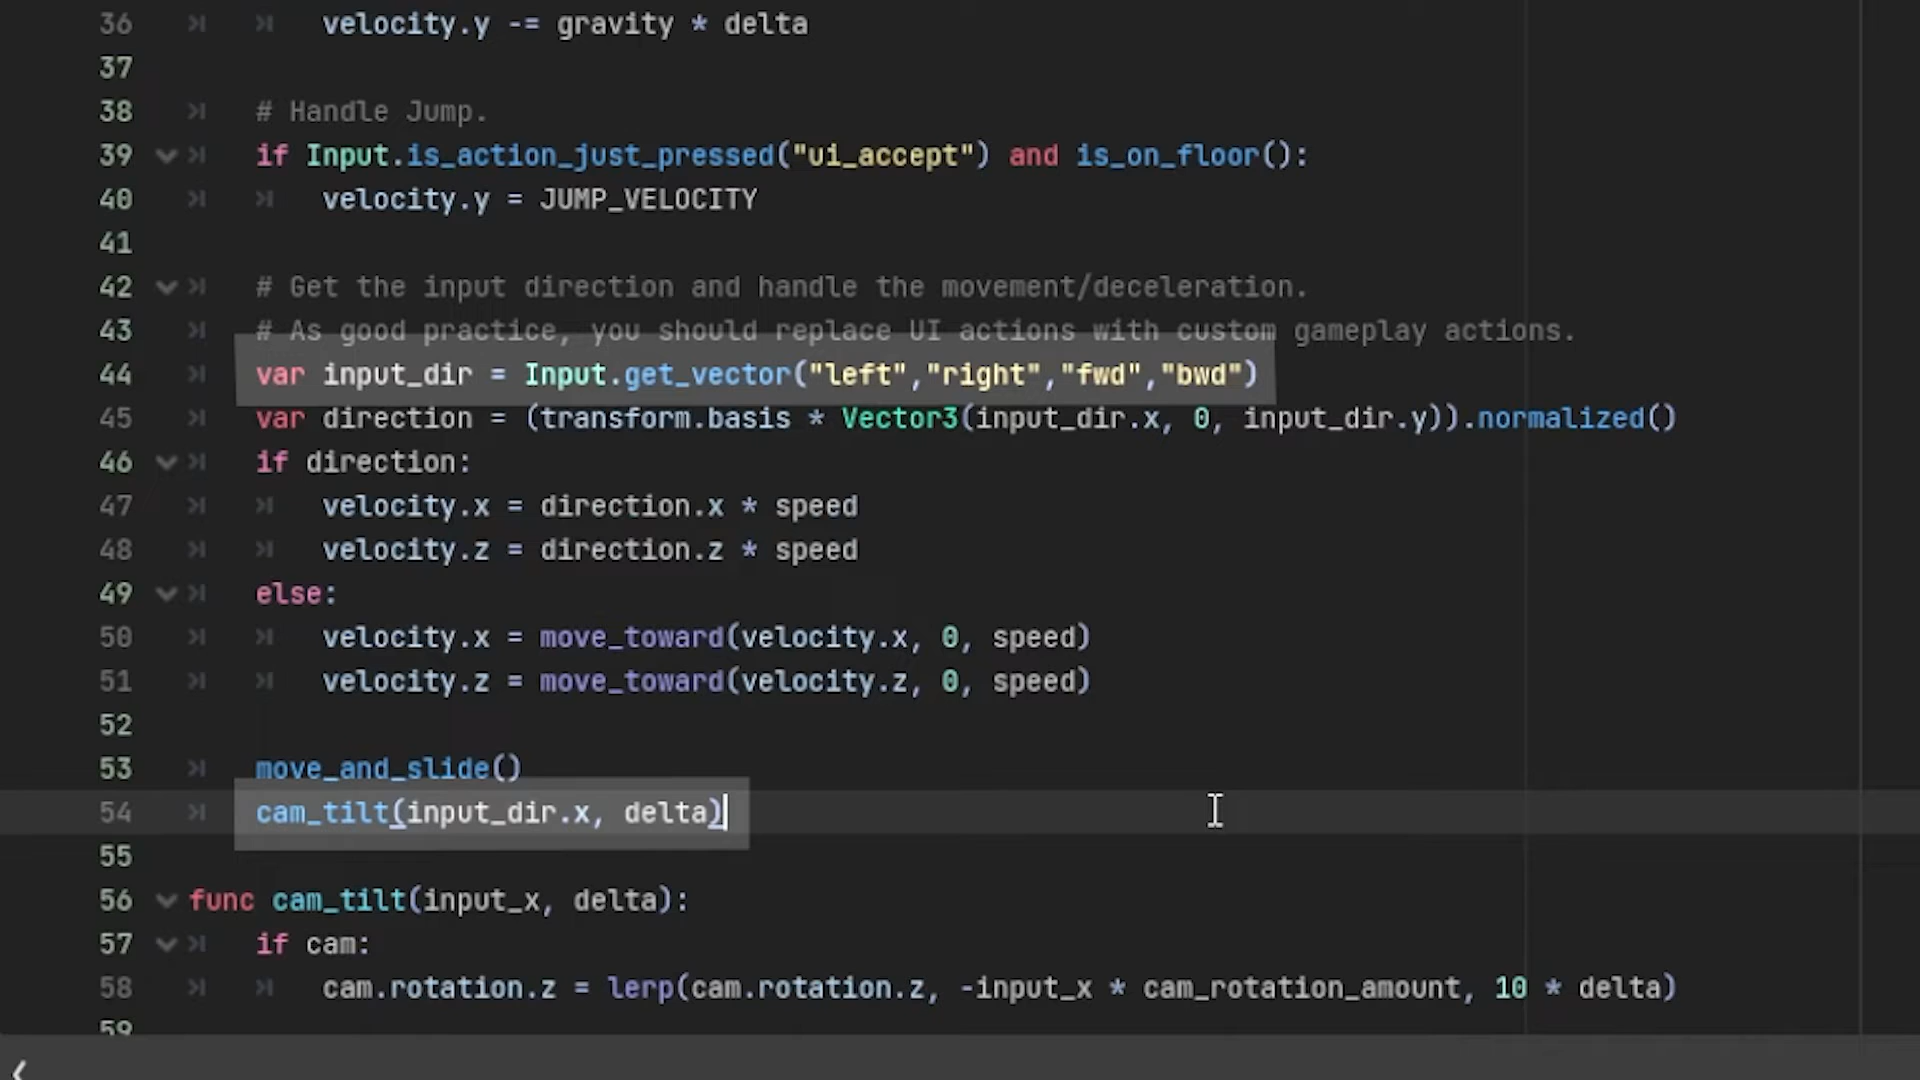 36 velocity.y -= gravity * delta
37
38 # Handle Jump.
39 if Input.is_action_just_pressed("ui_accept") and is_on_floor():
40 velocity.y = JUMP_VELOCITY
41
42 # Get the input direction and handle the movement/deceleration.
43 # As good practice, you should replace UI actions with custom gameplay actions.
44 var input_dir = Input.get_vector("left","right","fwd","bwd")
45 var direction = (transform.basis * Vector3(input_dir.x, 0, input_dir.y)).normalized()
46 if direction:
47 velocity.x = direction.x * speed
48 velocity.z = direction.z * speed
49 else:
50 velocity.x = move_toward(velocity.x, 0, speed)
51 velocity.z = move_toward(velocity.z, 0, speed)
52
53 move_and_slide()
54 cam_tilt(input_dir.x, delta)
55
56 func cam_tilt(input_x, delta):
57 if cam:
58 cam.rotation.z = lerp(cam.rotation.z, -input_x * cam_rotation_amount, 10 * delta)
59